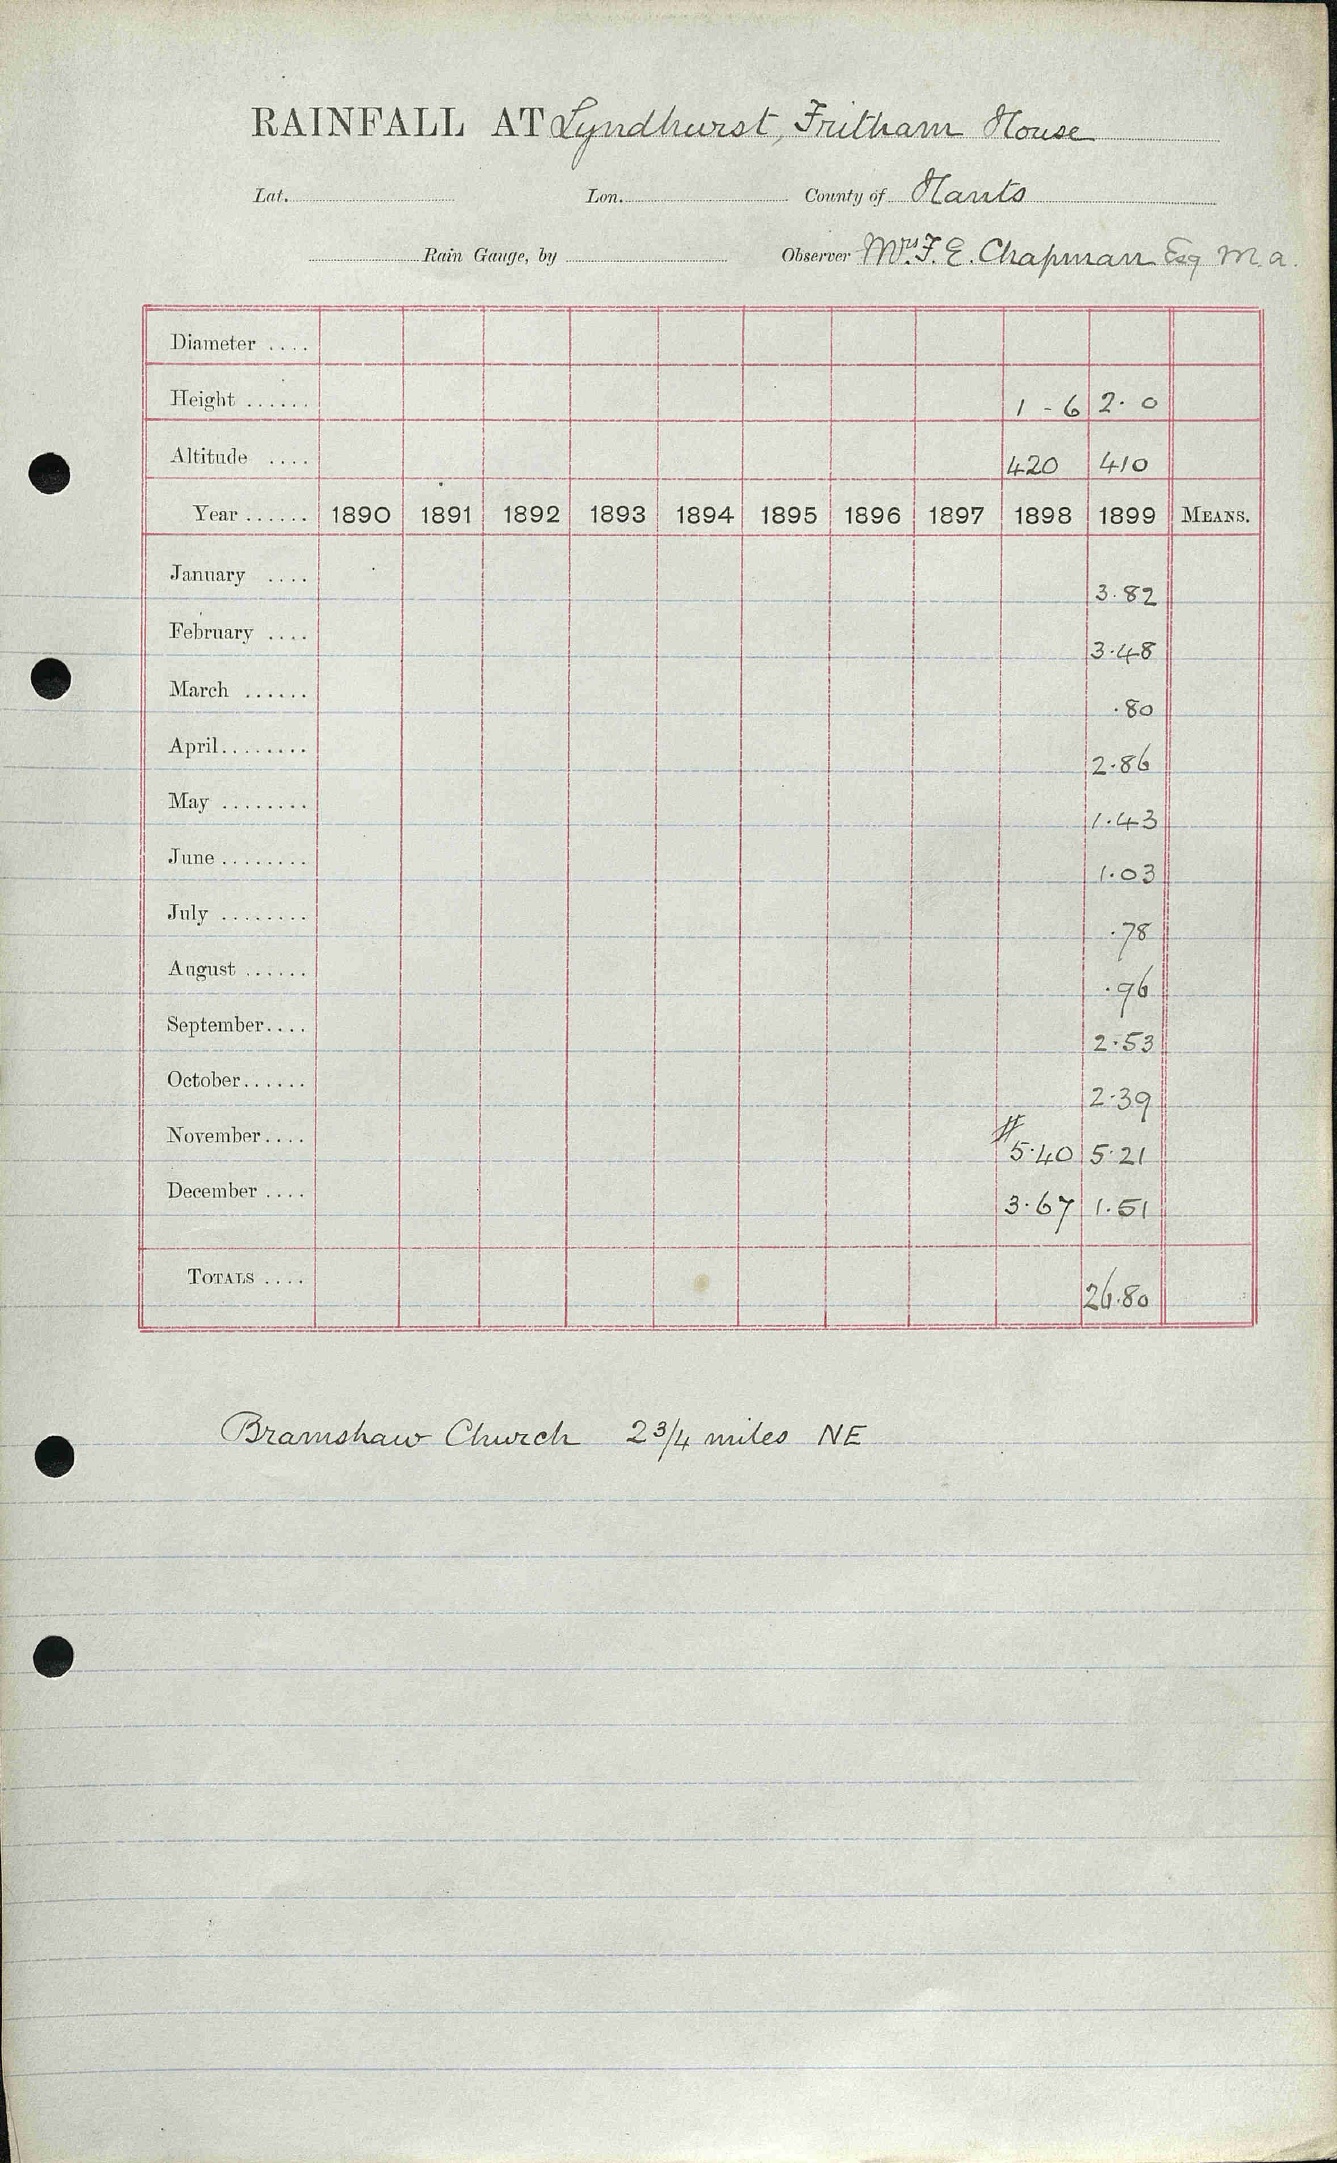 RAINFALL AT Lyndhurst, Fritham House
Lat. Lon. County of Hants
Rain Gauge, by Observer Mrs. F. E. Chapman Esq M.A.
Diameter ....
Height ...... 1 - 6 2. 0
Altitude .... 420 410
Year ...... 1890 1891 1892 1893 1894 1895 1896 1897 1898 1899 MEANS.
January .... 3.82
February .... 3.48
March ...... .80
April........ 2.86
May ........ 1.43
June ........ 1.03
July ........ .78
August ...... .96
September.... 2.53
October...... 2.39
November.... # 5.40 5.21
December .... 3.67 1.51
TOTALS .... 26.80
Bramshaw Church 2 3/4 miles NE